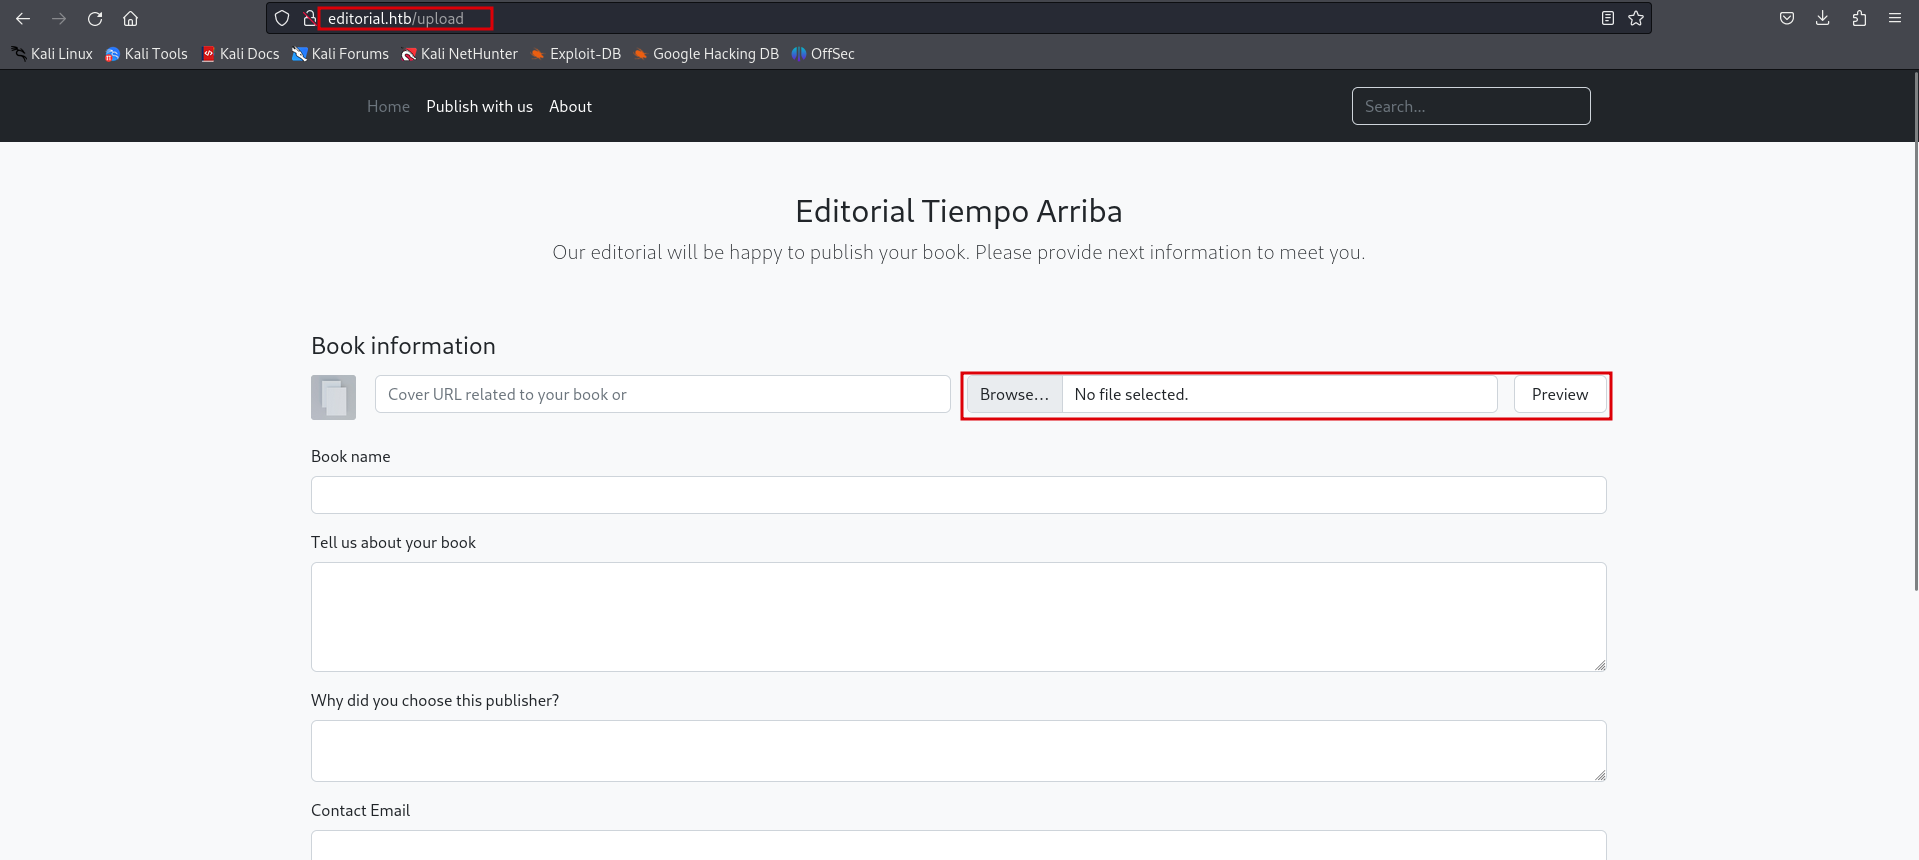 editorial.htb/upload
Kali Linux Kali Tools Kali Docs Kali Forums Kali NetHunter Exploit-DB Google Hacking DB OffSec
Home Publish with us About Search...
Editorial Tiempo Arriba
Our editorial will be happy to publish your book. Please provide next information to meet you.
Book information
Cover URL related to your book or Browse... No file selected. Preview
Book name
Tell us about your book
Why did you choose this publisher?
Contact Email